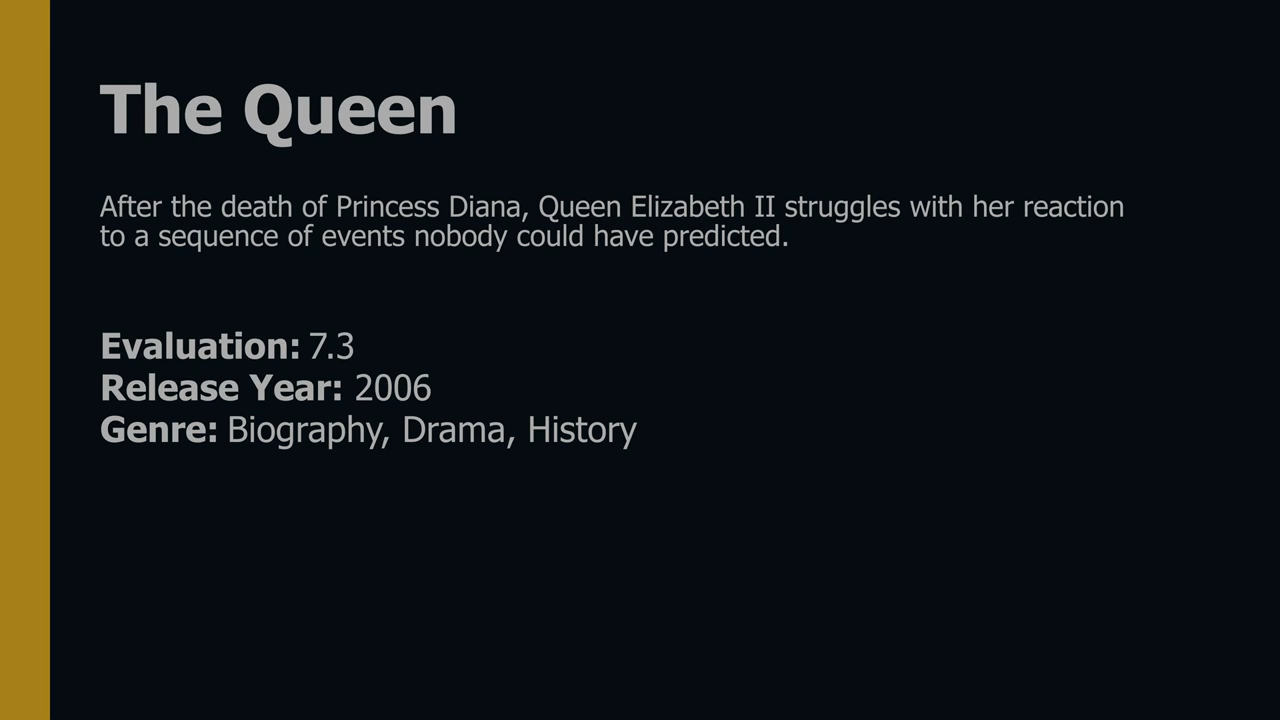 The Queen
After the death of Princess Diana, Queen Elizabeth II struggles with her reaction
to a sequence of events nobody could have predicted.
Evaluation: 7.3
Release Year: 2006
Genre: Biography, Drama, History